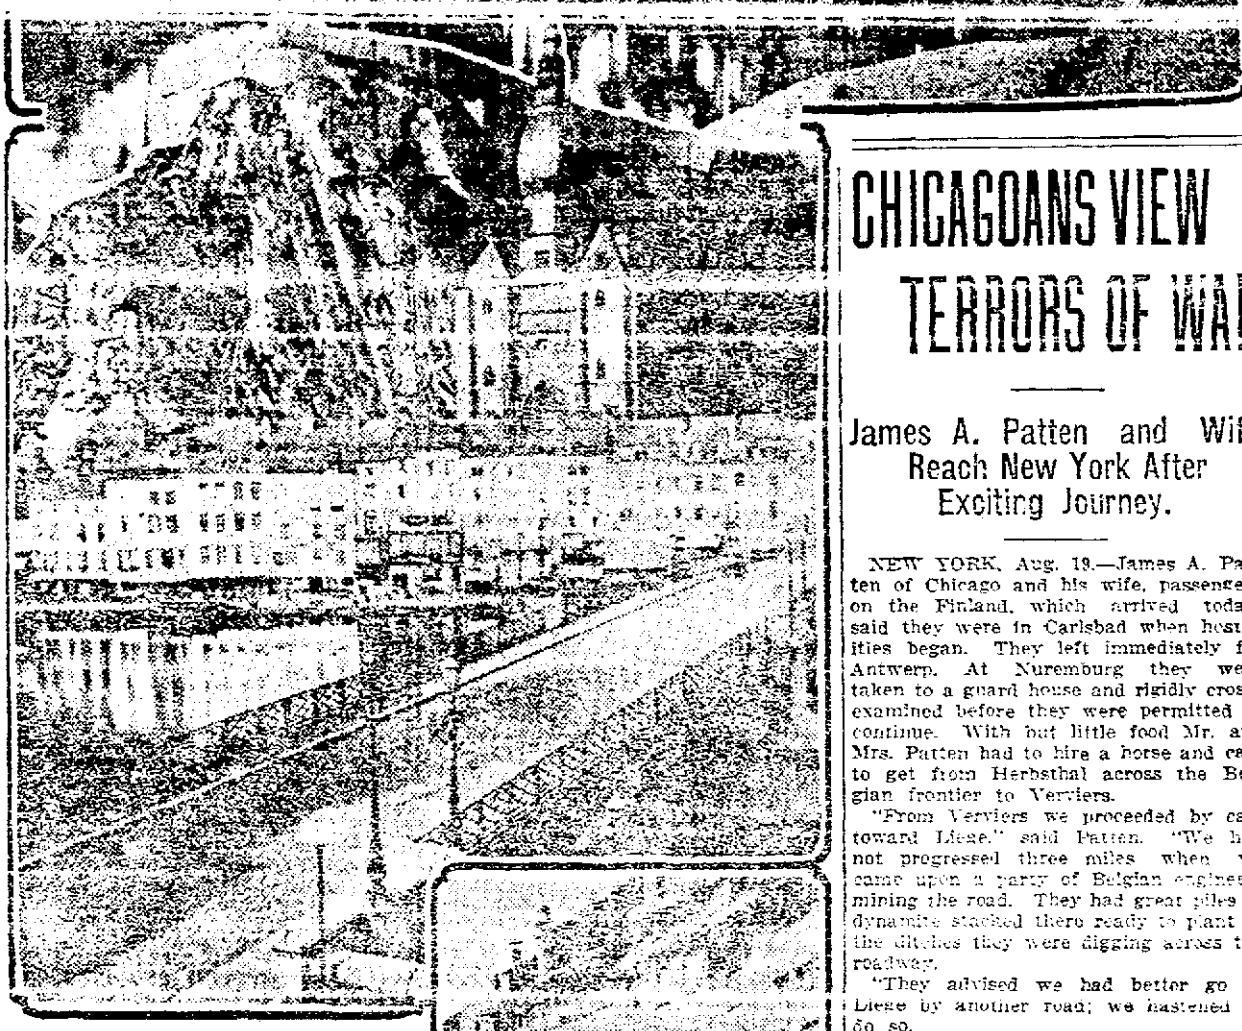 CHICAGOANS VIEW
TERRORS OF WA
James A. Patten and Wif
Reach New York After
Exciting Journey.
NEW YORK, Aug. 19.—James A. Pa
ten of Chicago and his wife, passenge
on the Finland, which arrived toda
said they were in Carlsbad when host
ities began. They left immediately f
Antwerp. At Nuremburg they we
taken to a guard house and rigidly cros
examined before they were permitted
continue. With but little food Mr. a
Mrs. Patten had to hire a horse and ca
to get from Herbsthal across the Be
gian frontier to Verviers.
"From Verviers we proceeded by ca
toward Liege," said Patten. "We h
not progressed three miles when w
came upon a party of Belgian engines
mining the road. They had great piles
dynamite stacked there ready to plant
the ditches they were digging across t
roadway.
"They advised we had better go
Liege by another road; we hastened
do so.